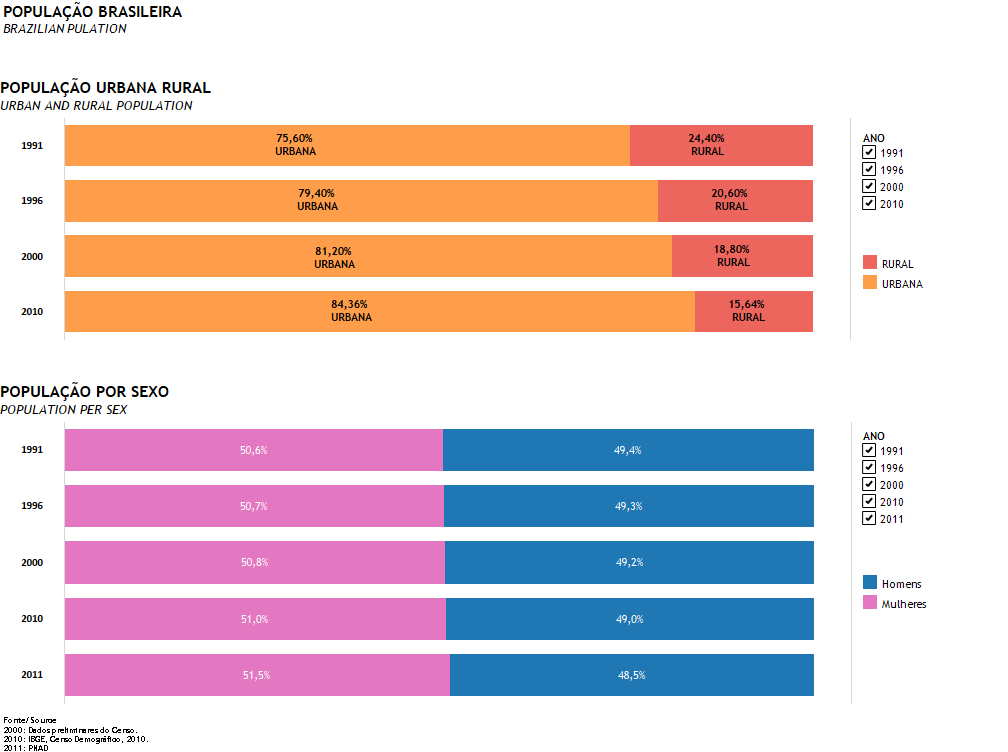 POPULAÇÃO BRASILEIRA
BRAZILIAN PULATION
POPULAÇÃO URBANA RURAL
URBAN AND RURAL POPULATION
1991
75,60%
URBANA
24,40%
RURAL
1996
79,40%
URBANA
20,60%
RURAL
2000
81,20%
URBANA
18,80%
RURAL
2010
84,36%
URBANA
15,64%
RURAL
ANO
1991
1996
2000
2010
RURAL
URBANA
POPULAÇÃO POR SEXO
POPULATION PER SEX
1991
50,6%
49,4%
1996
50,7%
49,3%
2000
50,8%
49,2%
2010
51,0%
49,0%
2011
51,5%
48,5%
ANO
1991
1996
2000
2010
2011
Homens
Mulheres
Fonte/Source
2000: Dados preliminares do Censo.
2010: IBGE, Censo Demográfico, 2010.
2011: PNAD